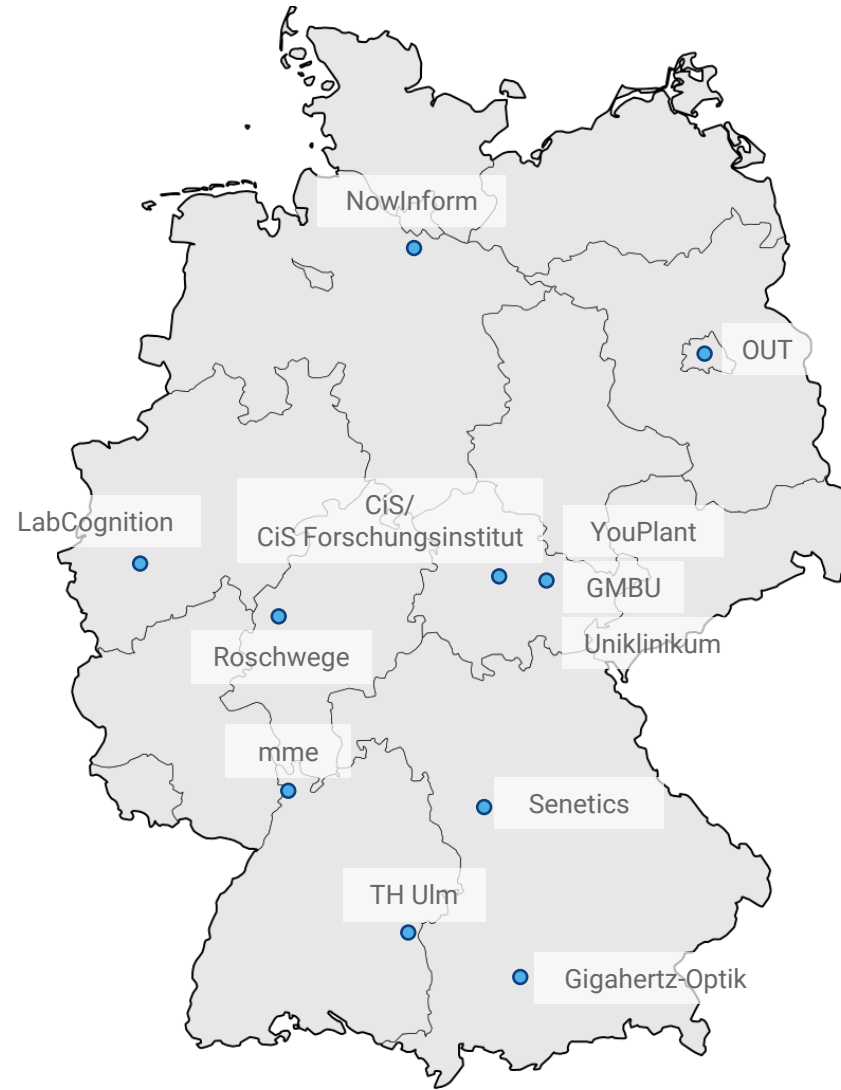 NowInform
OUT
CiS/
CiS Forschungsinstitut
LabCognition
YouPlant
GMBU
Uniklinikum
Roschwege
mme
Senetics
TH Ulm
Gigahertz-Optik